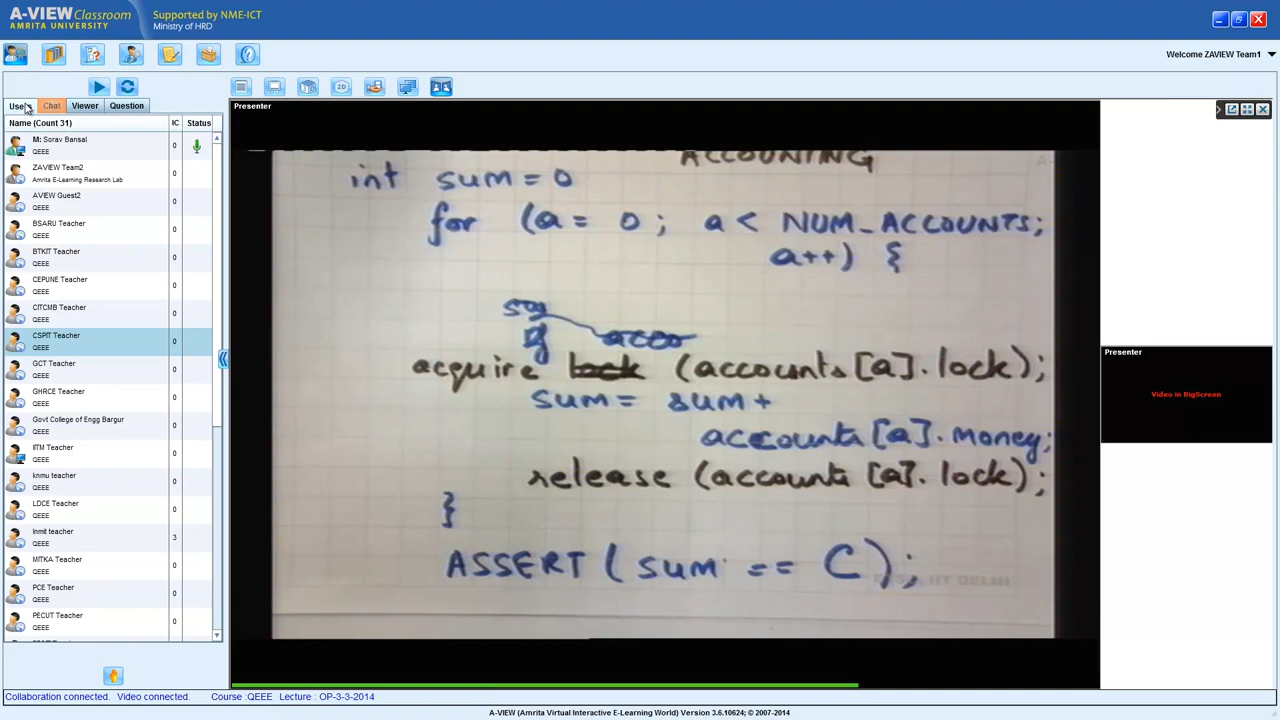 A-VIEW Classroom
AMRITA UNIVERSITY
Supported by NME-ICT
Ministry of HRD
Welcome ZAVIEW Team1
Chat
Viewer
Question
Name (Count 31)
IC
Status
M: Sorav Bansal
QEEE
0
ZAVIEW Team2
Amrita E-Learning Research Lab
0
AVIEW Guest2
QEEE
0
BSARU Teacher
QEEE
0
BTKIT Teacher
QEEE
0
CEPUNE Teacher
QEEE
0
CITCMB Teacher
QEEE
0
CSPIT Teacher
QEEE
0
GCT Teacher
QEEE
0
GHRCE Teacher
QEEE
0
Govt College of Engg Bargur
QEEE
0
IITM Teacher
QEEE
0
knmu teacher
QEEE
0
LDCE Teacher
QEEE
0
lnmit teacher
QEEE
3
MITKA Teacher
QEEE
0
PCE Teacher
QEEE
0
PECUT Teacher
QEEE
0
Presenter
ACCOUNTING
int sum = 0
for (a = 0; a < NUM_ACCOUNTS;
a++) {
acquire (accounts[a].lock);
sum = sum +
accounts[a].money;
release (accounts[a].lock);
}
ASSERT (sum == C);
IIT DELHI
Presenter
Video in BigScreen
Collaboration connected. Video connected. Course :QEEE Lecture : OP-3-3-2014
A-VIEW (Amrita Virtual Interactive E-Learning World) Version 3.6.10624; © 2007-2014